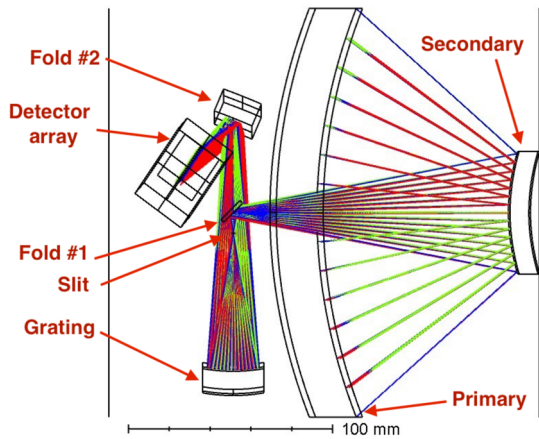 Fold #2
Secondary
Detector
array
Fold #1
Slit
Grating
Primary
100 mm